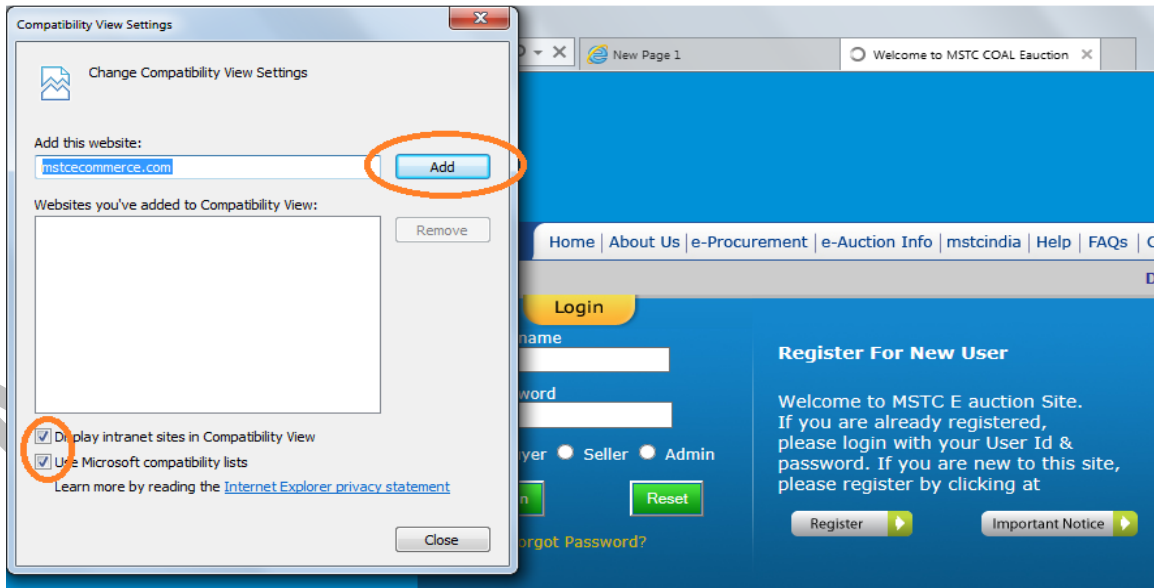 Compatibility View Settings
Change Compatibility View Settings
Add this website:
mstcecommerce.com
Add
Websites you've added to Compatibility View:
Remove
Display intranet sites in Compatibility View
Use Microsoft compatibility lists
Learn more by reading the Internet Explorer privacy statement
Close
New Page 1
Welcome to MSTC COAL Eauction
Home | About Us | e-Procurement | e-Auction Info | mstcindia | Help | FAQs |
Login
name
word
yer Seller Admin
n Reset
orgot Password?
Register For New User
Welcome to MSTC E auction Site.
If you are already registered,
please login with your User Id &
password. If you are new to this site,
please register by clicking at
Register
Important Notice